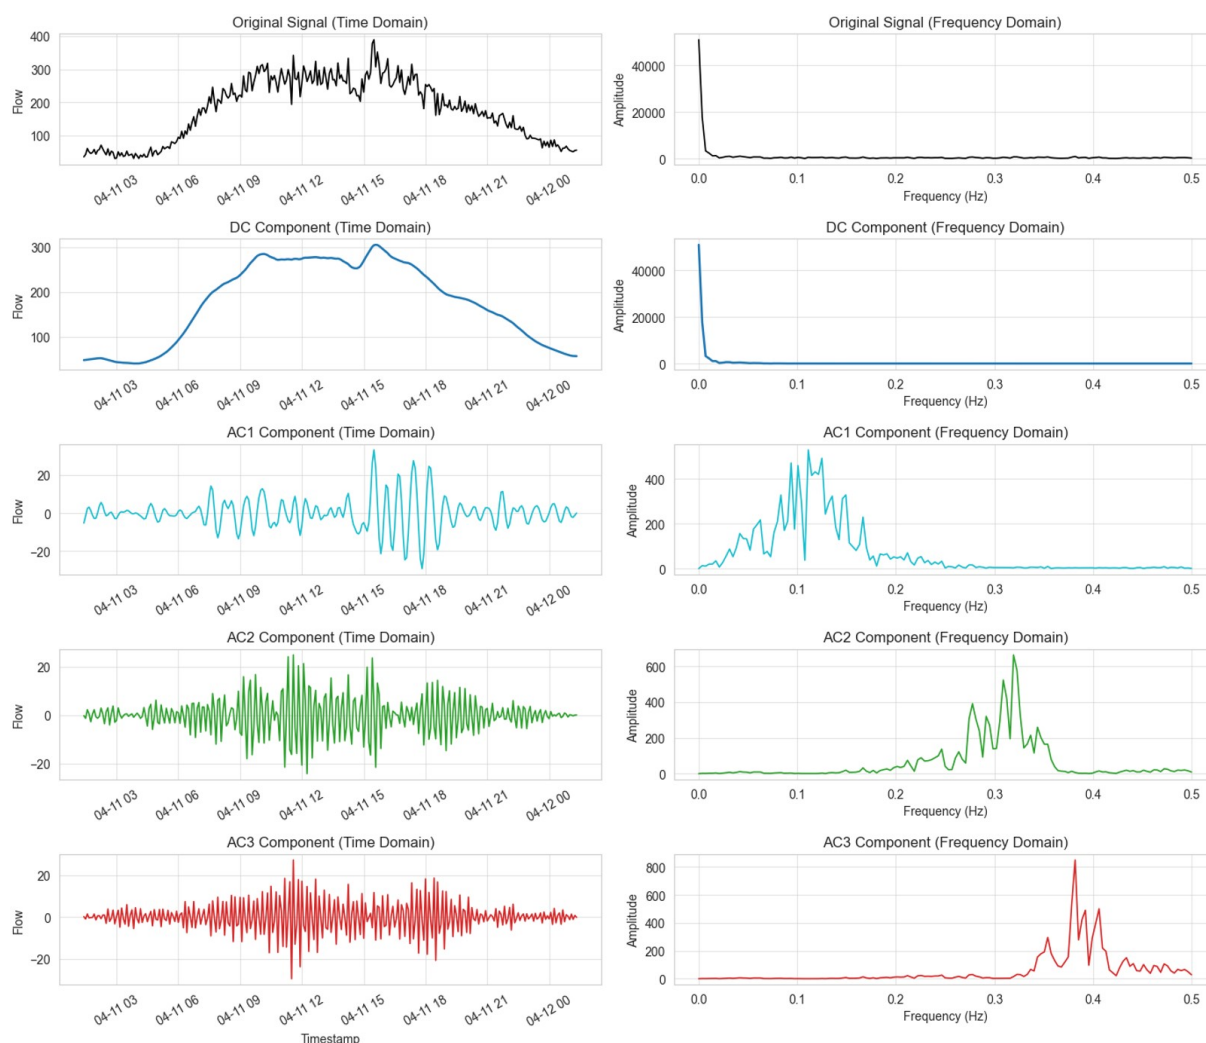 Original Signal (Time Domain)
Flow
400
300
200
100
04-11 03 04-11 06 04-11 09 04-11 12 04-11 15 04-11 18 04-11 21 04-12 00
Original Signal (Frequency Domain)
Amplitude
40000
20000
0
0.0 0.1 0.2 0.3 0.4 0.5
Frequency (Hz)
DC Component (Time Domain)
Flow
300
200
100
04-11 03 04-11 06 04-11 09 04-11 12 04-11 15 04-11 18 04-11 21 04-12 00
DC Component (Frequency Domain)
Amplitude
40000
20000
0
0.0 0.1 0.2 0.3 0.4 0.5
Frequency (Hz)
AC1 Component (Time Domain)
Flow
20
0
−20
04-11 03 04-11 06 04-11 09 04-11 12 04-11 15 04-11 18 04-11 21 04-12 00
AC1 Component (Frequency Domain)
Amplitude
400
200
0
0.0 0.1 0.2 0.3 0.4 0.5
Frequency (Hz)
AC2 Component (Time Domain)
Flow
20
0
−20
04-11 03 04-11 06 04-11 09 04-11 12 04-11 15 04-11 18 04-11 21 04-12 00
AC2 Component (Frequency Domain)
Amplitude
600
400
200
0
0.0 0.1 0.2 0.3 0.4 0.5
Frequency (Hz)
AC3 Component (Time Domain)
Flow
20
0
−20
04-11 03 04-11 06 04-11 09 04-11 12 04-11 15 04-11 18 04-11 21 04-12 00
Timestamp
AC3 Component (Frequency Domain)
Amplitude
800
600
400
200
0
0.0 0.1 0.2 0.3 0.4 0.5
Frequency (Hz)